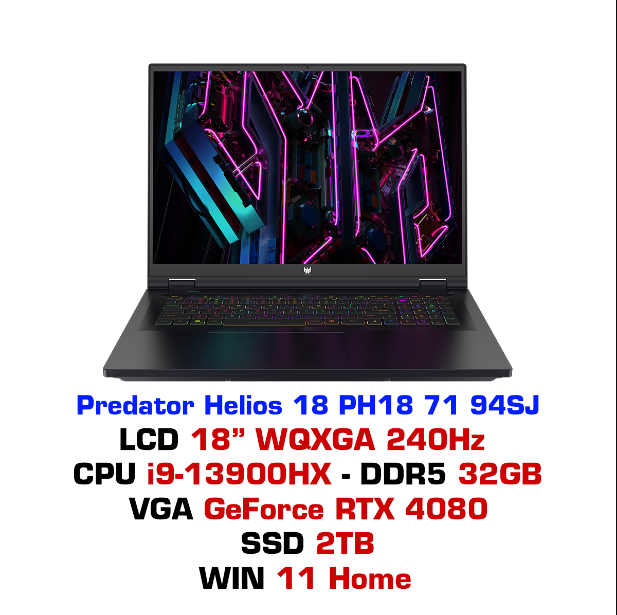 Predator Helios 18 PH18 71 94SJ
LCD 18” WQXGA 240Hz
CPU i9-13900HX - DDR5 32GB
VGA GeForce RTX 4080
SSD 2TB
WIN 11 Home